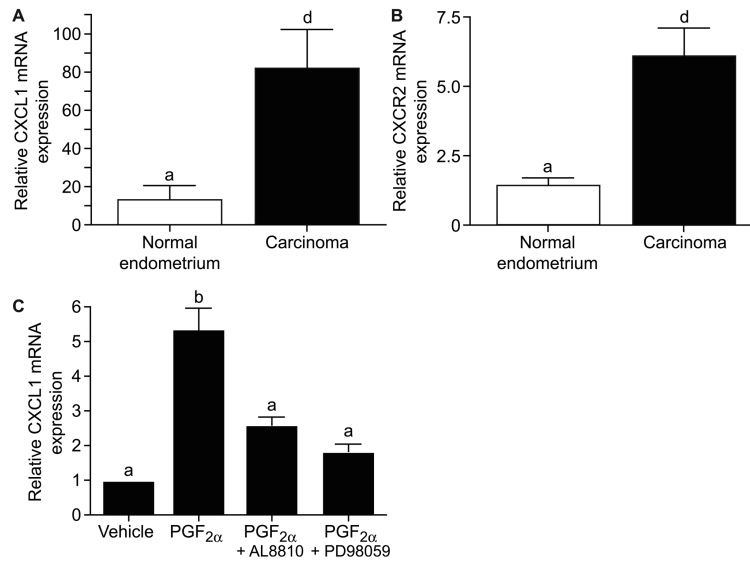 A
Relative CXCL1 mRNA
expression
100
80
60
40
20
0
a
d
Normal
endometrium
Carcinoma
B
Relative CXCR2 mRNA
expression
7.5
5.0
2.5
0
a
d
Normal
endometrium
Carcinoma
C
Relative CXCL1 mRNA
expression
6
5
4
3
2
1
0
a
b
a
a
Vehicle
PGF2α
PGF2α
+ AL8810
PGF2α
+ PD98059